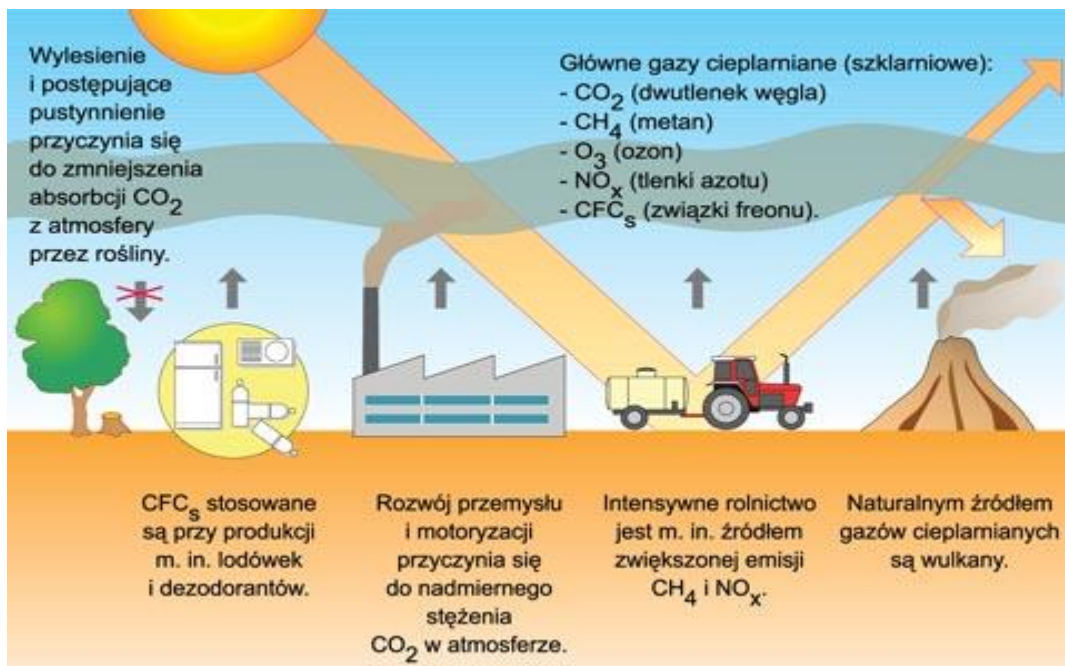 Wylesienie
i postępujące
pustynnienie
przyczynia się
do zmniejszenia
absorbcji CO₂
z atmosfery
przez rośliny.
Główne gazy cieplarniane (szklarniowe):
- CO₂ (dwutlenek węgla)
- CH₄ (metan)
- O₃ (ozon)
- NOₓ (tlenki azotu)
- CFCₛ (związki freonu).
CFCₛ stosowane
są przy produkcji
m. in. lodówek
i dezodorantów.
Rozwój przemysłu
i motoryzacji
przyczynia się
do nadmiernego
stężenia
CO₂ w atmosferze.
Intensywne rolnictwo
jest m. in. źródłem
zwiększonej emisji
CH₄ i NOₓ.
Naturalnym źródłem
gazów cieplarnianych
są wulkany.